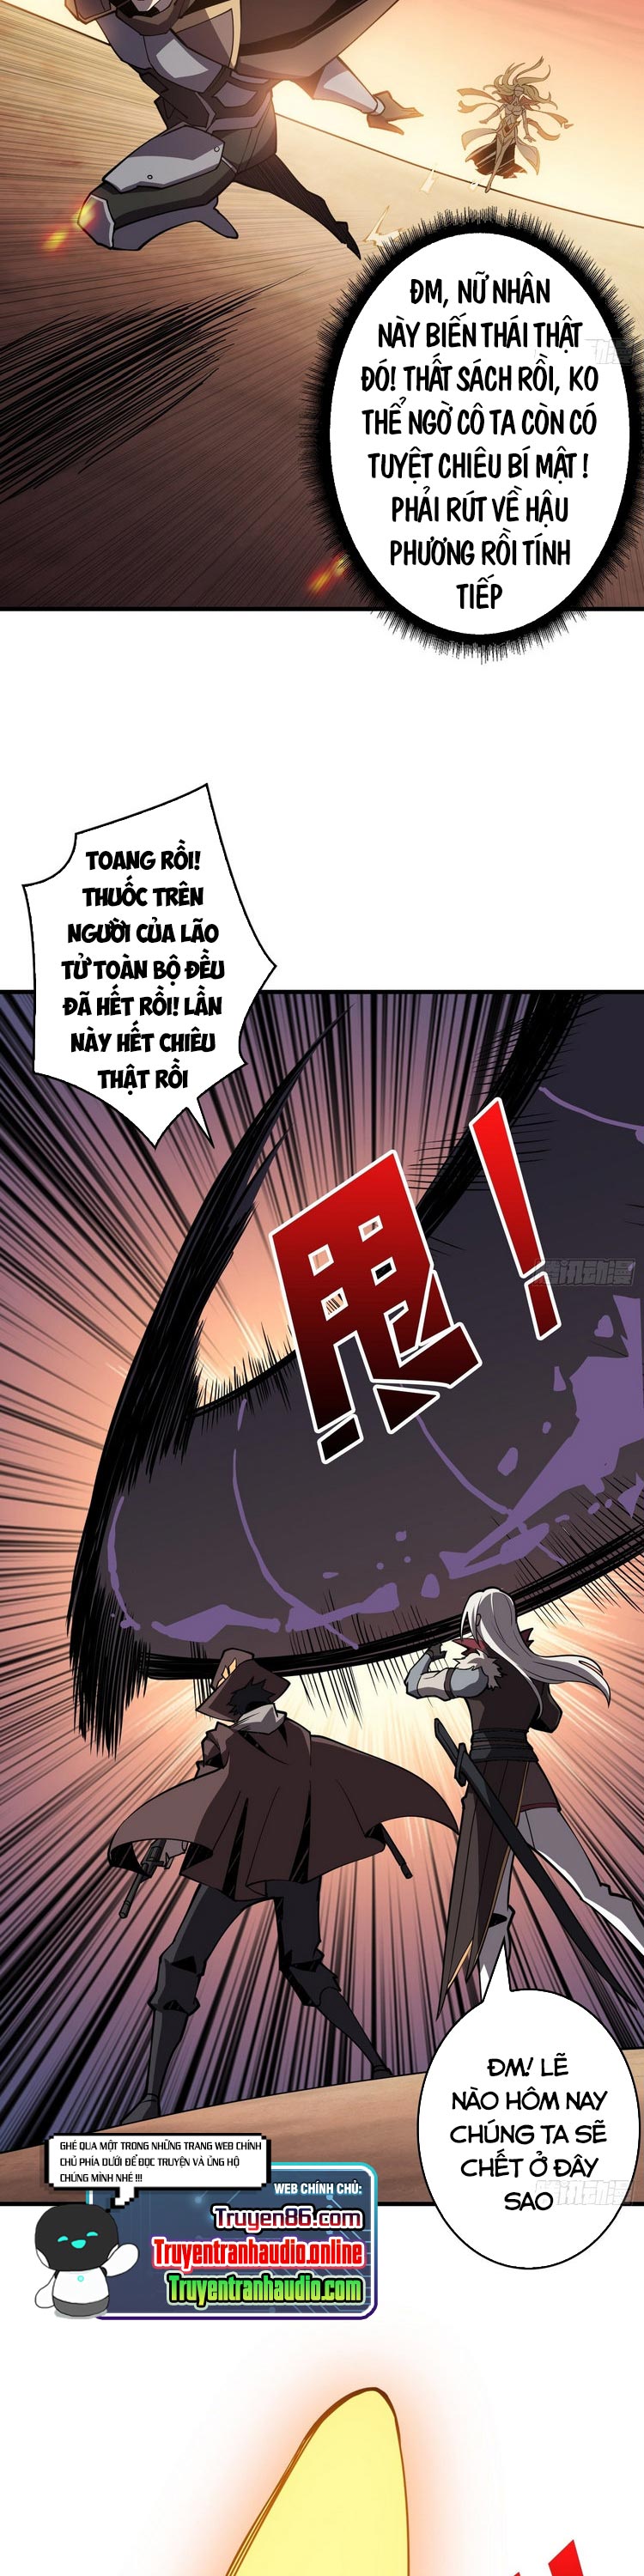 ĐM, NỮ NHÂN
NÀY BIẾN THÁI THẬT
ĐÓ! THẤT SÁCH RỒI, KO
THỂ NGỜ CÔ TA CÒN CÓ
TUYỆT CHIÊU BÍ MẬT!
PHẢI RÚT VỀ HẬU
PHƯƠNG RỒI TÍNH
TIẾP
TOANG RỒI!
THUỐC TRÊN
NGƯỜI CỦA LÃO
TỬ TOÀN BỘ ĐỀU
ĐÃ HẾT RỒI! LẦN
NÀY HẾT CHIÊU
THẬT RỒI
甩!
腾讯动漫
ĐM! LẼ
NÀO HÔM NAY
CHÚNG TA SẼ
CHẾT Ở ĐÂY
SAO
GHÉ QUA MỘT TRONG NHỮNG TRANG WEB CHÍNH
CHỦ PHÍA DƯỚI ĐỂ ĐỌC TRUYỆN VÀ ỦNG HỘ
CHÚNG MÌNH NHÉ !!!
WEB CHÍNH CHỦ:
Truyen86.com
Truyentranhaudio.online
Truyentranhaudio.com